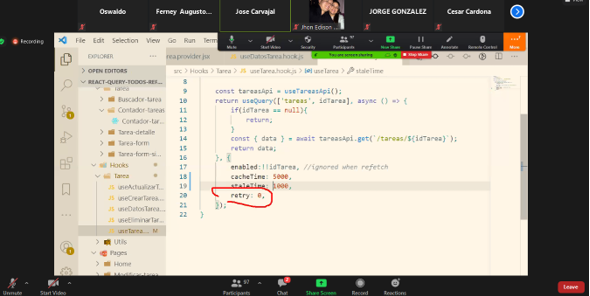 Oswaldo
Ferney Augusto...
Jose Carvajal
Jhon Edison
JORGE GONZALEZ
Cesar Cardona
View
Recording
File Edit Selection View Go Run
Mute
Start Video
Security
Participants
97
New Share
Pause Share
Annotate
Remote Control
More
You are screen sharing
Stop Share
EXPLORER
useDatosTarea.hook.js
useTarea.hook.js
OPEN EDITORS
src > Hooks > Tarea > useTarea.hook.js > useTarea > staleTime
REACT-QUERY-TODOS-REF...
Tarea
Buscador-tarea
Contador-tareas
Contador-tar...
Tarea-detalle
Tarea-form
Tarea-form-si...
Hooks
Tarea
useActualizarT...
useCrearTarea...
useDatosTarea...
useEliminarTar...
useTarea.... M
Utils
Pages
Home
8
9 const tareasApi = useTareasApi();
10 return useQuery(['tareas', idTarea], async () => {
11 if(idTarea == null){
12 return;
13 }
14 const { data } = await tareasApi.get(`/tareas/${idTarea}`);
15 return data;
16 }, {
17 enabled:!!idTarea, //ignored when refetch
18 cacheTime: 5000,
19 staleTime: 1000,
20 retry: 0,
21 });
22 }
Unmute
Start Video
Participants
97
Chat
Share Screen
Record
Reactions
Leave